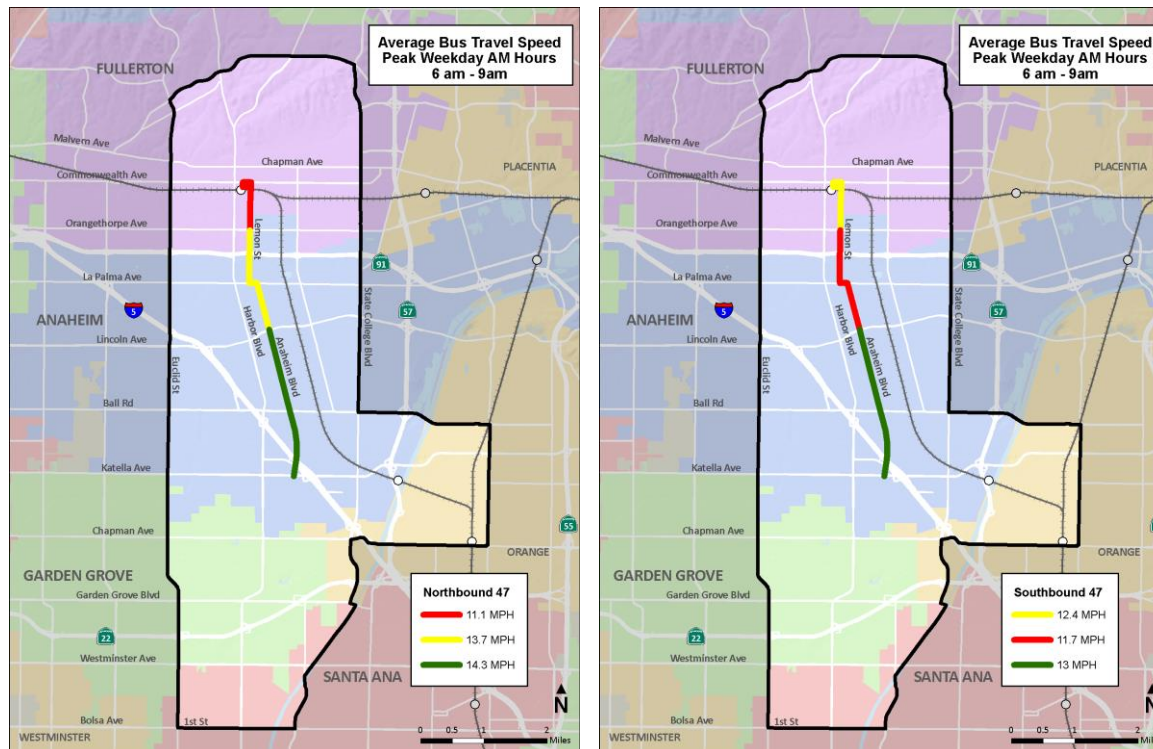 Average Bus Travel Speed
Peak Weekday AM Hours
6 am - 9am
FULLERTON
Malvern Ave
Chapman Ave
PLACENTIA
Commonwealth Ave
Orangethorpe Ave
Lemon St
91
La Palma Ave
5
State College Blvd
57
ANAHEIM
Harbor Blvd
Lincoln Ave
Anaheim Blvd
Euclid St
Ball Rd
Katella Ave
Chapman Ave
55
ORANGE
GARDEN GROVE
Garden Grove Blvd
22
Westminster Ave
SANTA ANA
Bolsa Ave
1st St
WESTMINSTER
Northbound 47
11.1 MPH
13.7 MPH
14.3 MPH
N
0 0.5 1 2
Miles
Average Bus Travel Speed
Peak Weekday AM Hours
6 am - 9am
FULLERTON
Malvern Ave
Chapman Ave
PLACENTIA
Commonwealth Ave
Orangethorpe Ave
Lemon St
91
La Palma Ave
5
State College Blvd
57
ANAHEIM
Harbor Blvd
Lincoln Ave
Anaheim Blvd
Euclid St
Ball Rd
Katella Ave
Chapman Ave
ORANGE
GARDEN GROVE
Garden Grove Blvd
22
Westminster Ave
SANTA ANA
Bolsa Ave
1st St
WESTMINSTER
Southbound 47
12.4 MPH
11.7 MPH
13 MPH
N
0 0.5 1 2